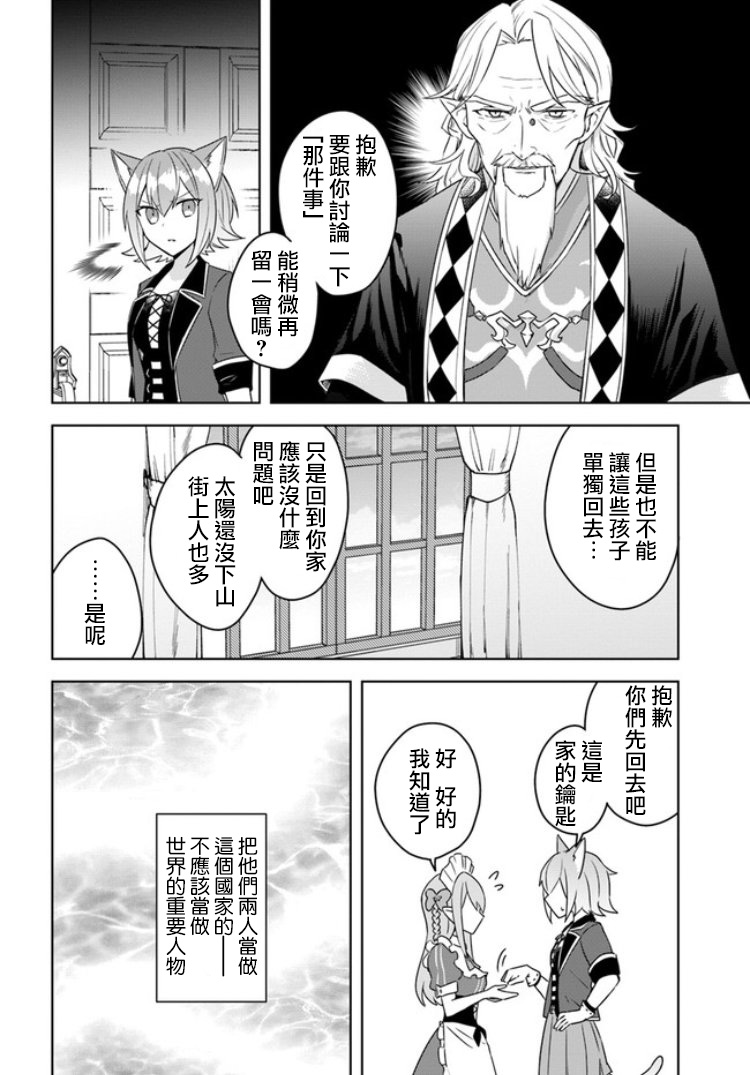 抱歉
要跟你討論一下
「那件事」
能稍微再
留一會嗎?
但是也不能
讓這些孩子
單獨回去…
只是回到你家
應該沒什麼
問題吧
太陽還沒下山
街上人也多
……是呢
抱歉
你們先回去吧
這是
家的鑰匙
好 好的
我知道了
把他們兩人當做
這個國家的——
不應該當做
世界的重要人物